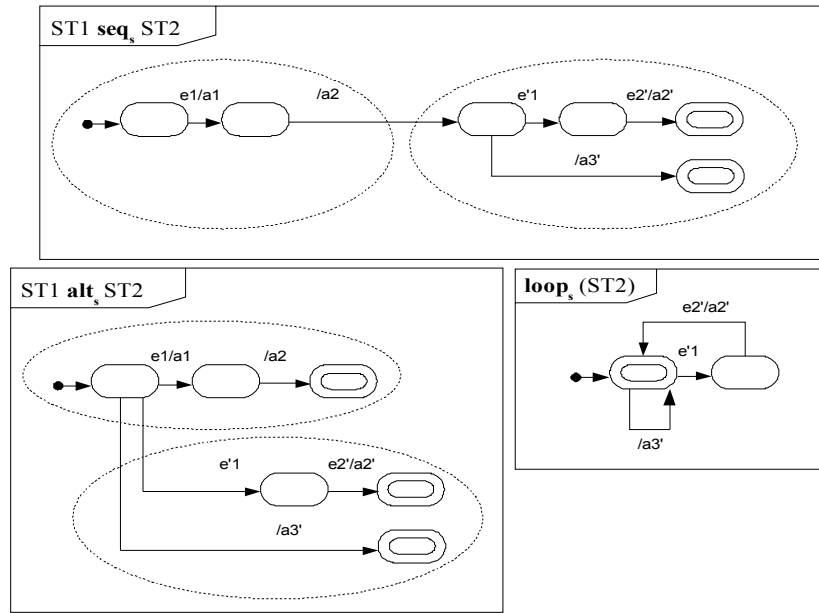 ST1 seqs ST2
e1/a1 /a2 e'1 e2'/a2'
/a3'
ST1 alts ST2
e1/a1 /a2
e'1 e2'/a2'
/a3'
loops (ST2)
e2'/a2'
e'1
/a3'